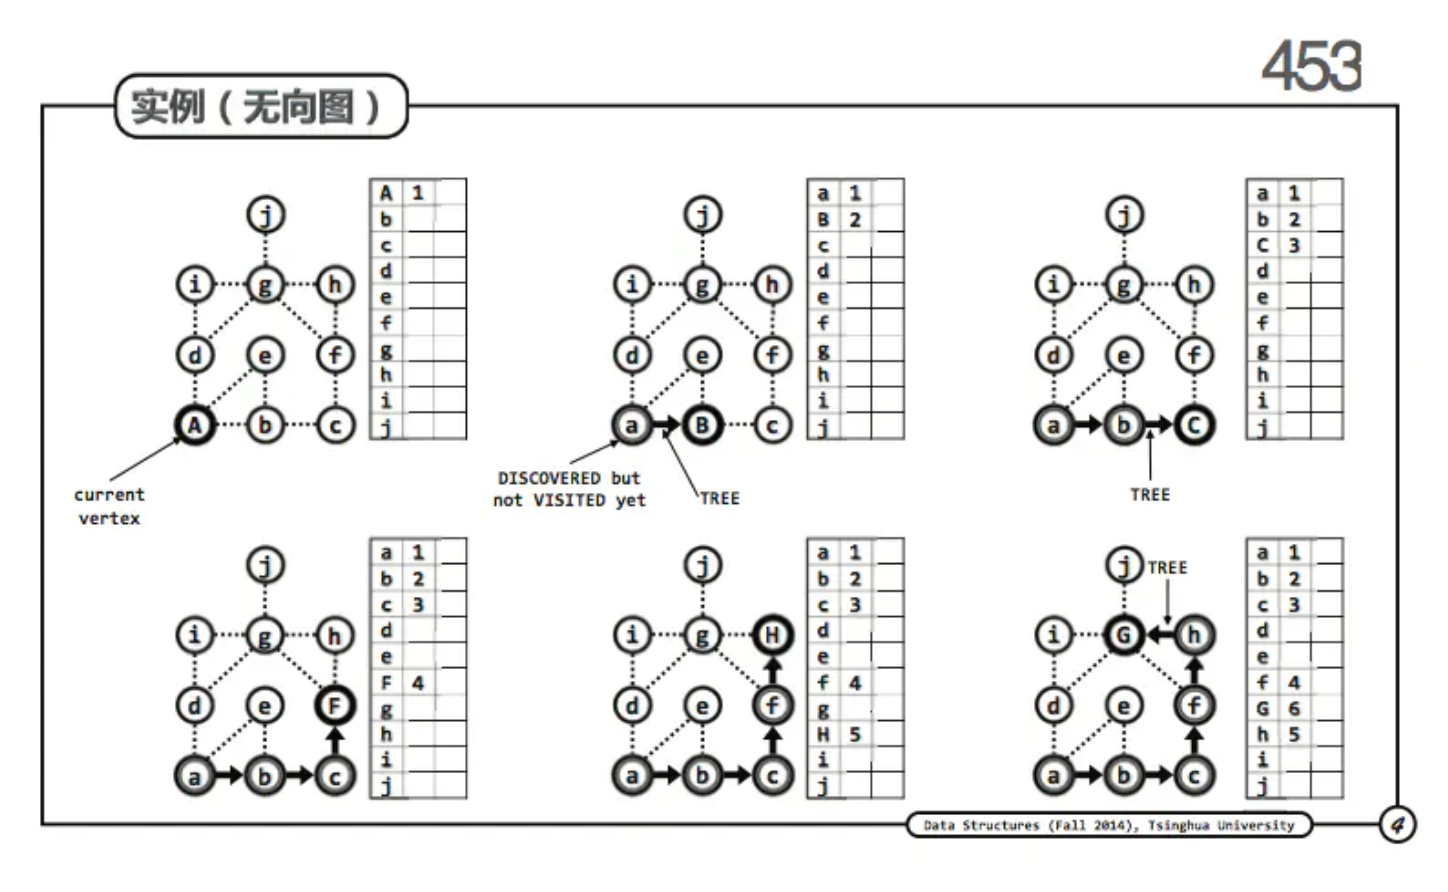 453
实例（无向图）
A 1
b
c
d
e
f
g
h
i
j
j
i g h
d e f
A b c
current
vertex
a 1
B 2
c
d
e
f
g
h
i
j
j
i g h
d e f
a B c
DISCOVERED but
not VISITED yet
TREE
a 1
b 2
C 3
d
e
f
g
h
i
j
j
i g h
d e f
a b C
TREE
a 1
b 2
c 3
d
e
F 4
g
h
i
j
j
i g h
d e F
a b c
a 1
b 2
c 3
d
e
f 4
g
H 5
i
j
j
i g H
d e f
a b c
a 1
b 2
c 3
d
e
f 4
G 6
h 5
i
j
j
TREE
i G h
d e f
a b c
Data Structures (Fall 2014), Tsinghua University
4